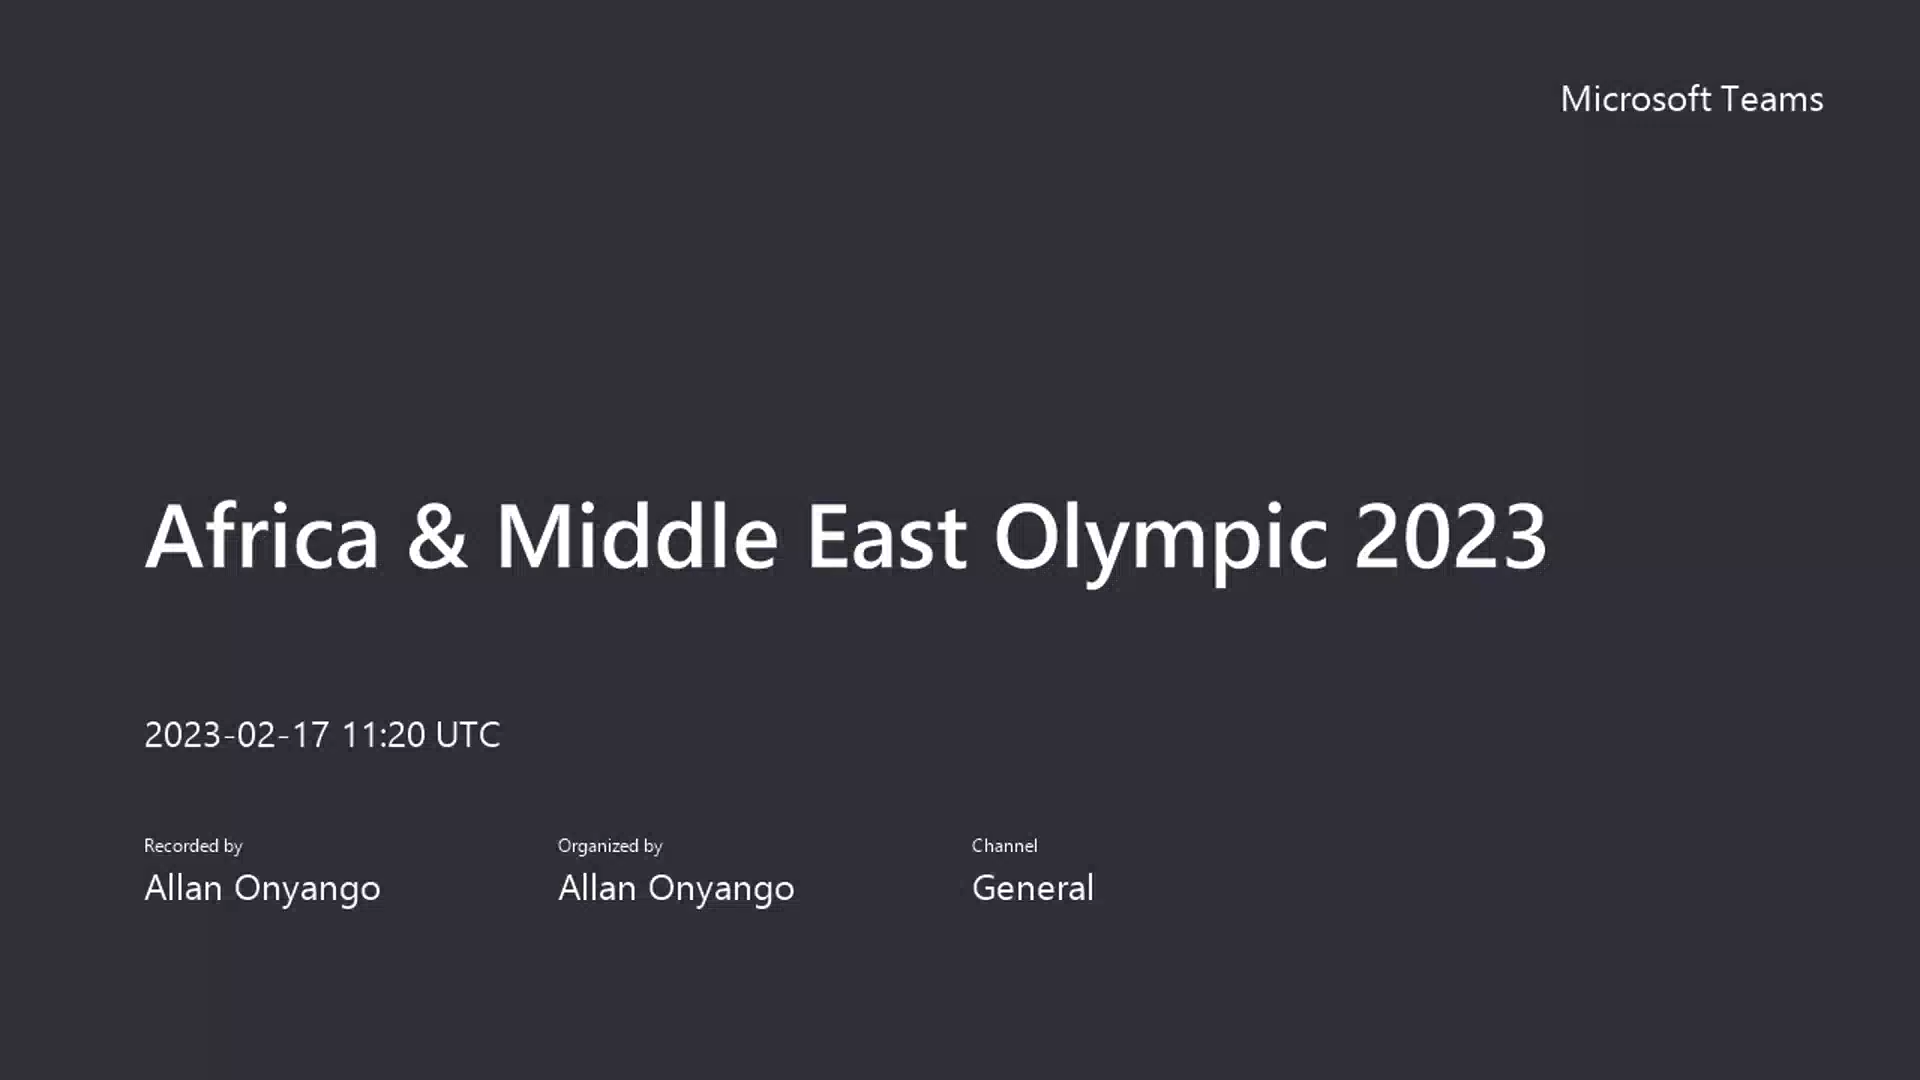 Microsoft Teams
Africa & Middle East Olympic 2023
2023-02-17 11:20 UTC
Recorded by
Allan Onyango
Organized by
Allan Onyango
Channel
General